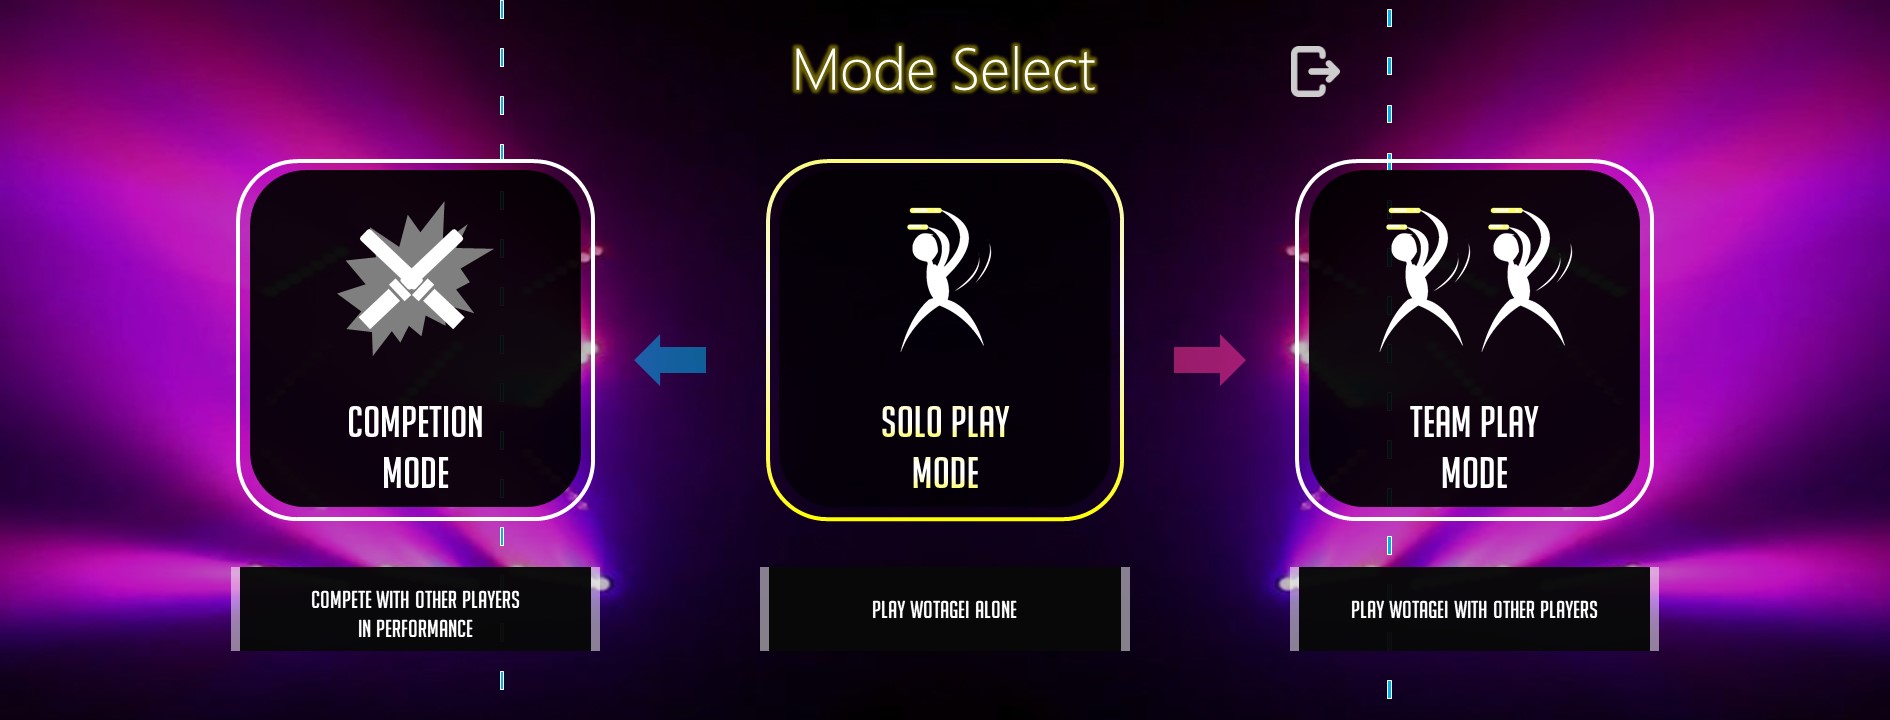 Mode Select
COMPETION
MODE
SOLO PLAY
MODE
TEAM PLAY
MODE
COMPETE WITH OTHER PLAYERS
IN PERFORMANCE
PLAY WOTAGEI ALONE
PLAY WOTAGEI WITH OTHER PLAYERS